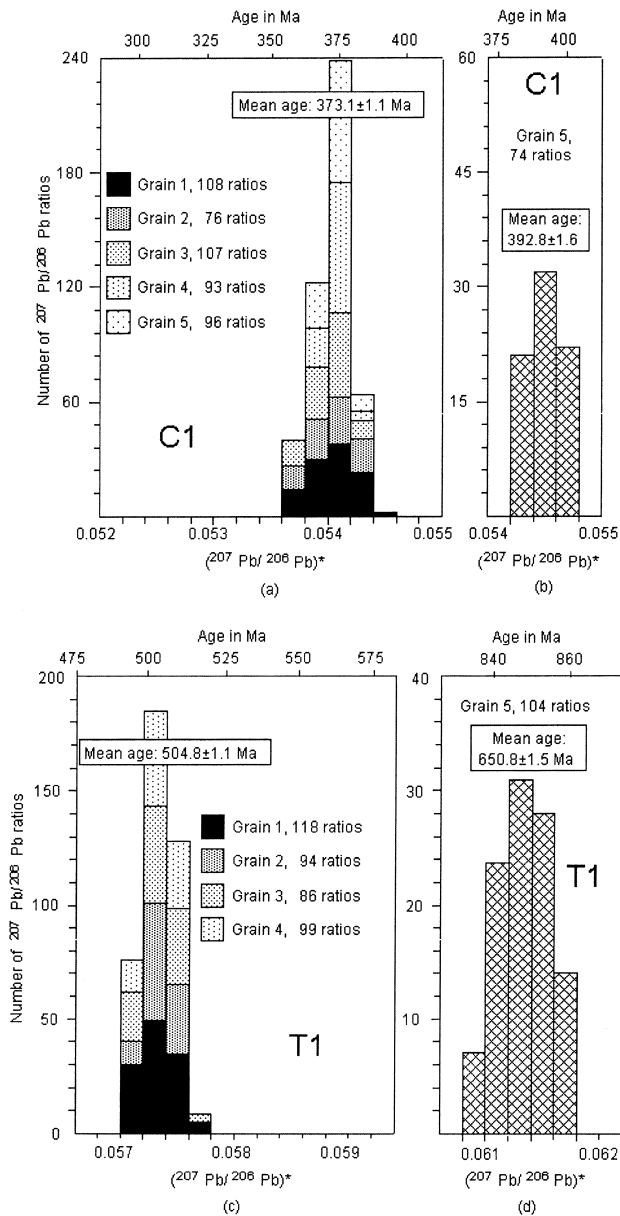 Age in Ma
300 325 350 375 400
240
180
120
60
Number of ²⁰⁷ Pb/²⁰⁶ Pb ratios
Mean age: 373.1±1.1 Ma
Grain 1, 108 ratios
Grain 2, 76 ratios
Grain 3, 107 ratios
Grain 4, 93 ratios
Grain 5, 96 ratios
C1
0.052 0.053 0.054 0.055
(²⁰⁷ Pb/ ²⁰⁶ Pb)*
(a)
Age in Ma
380 400
60
45
30
15
C1
Grain 5,
74 ratios
Mean age:
392.8±1.6
0.054 0.055
(²⁰⁷ Pb/ ²⁰⁶ Pb)*
(b)
Age in Ma
475 500 525 550 575
200
150
100
50
0
Number of ²⁰⁷ Pb/²⁰⁶ Pb ratios
Mean age: 504.8±1.1 Ma
Grain 1, 118 ratios
Grain 2, 94 ratios
Grain 3, 86 ratios
Grain 4, 99 ratios
T1
0.057 0.058 0.059
(²⁰⁷ Pb/ ²⁰⁶ Pb)*
(c)
Age in Ma
840 860
40
30
20
10
Grain 5, 104 ratios
Mean age:
650.8±1.5 Ma
T1
0.061 0.062
(²⁰⁷ Pb/ ²⁰⁶ Pb)*
(d)